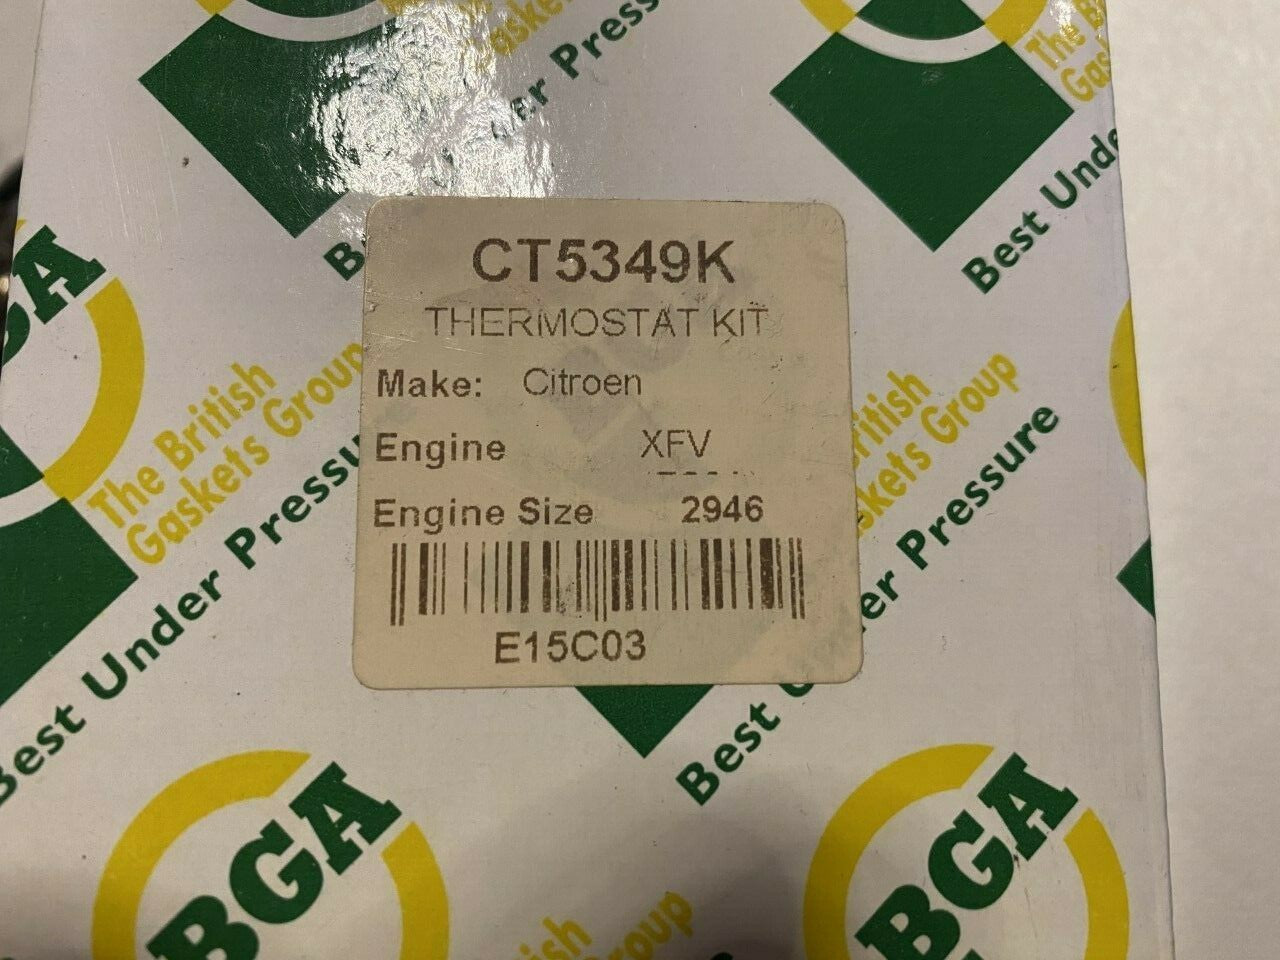 The British
Gaskets Group
Best Under Pressure
Best Under
CT5349K
THERMOSTAT KIT
Make: Citroen
Engine XFV
Engine Size 2946
E15C03
The British
Gaskets Group
Best Under Pressure
BGA
BGA